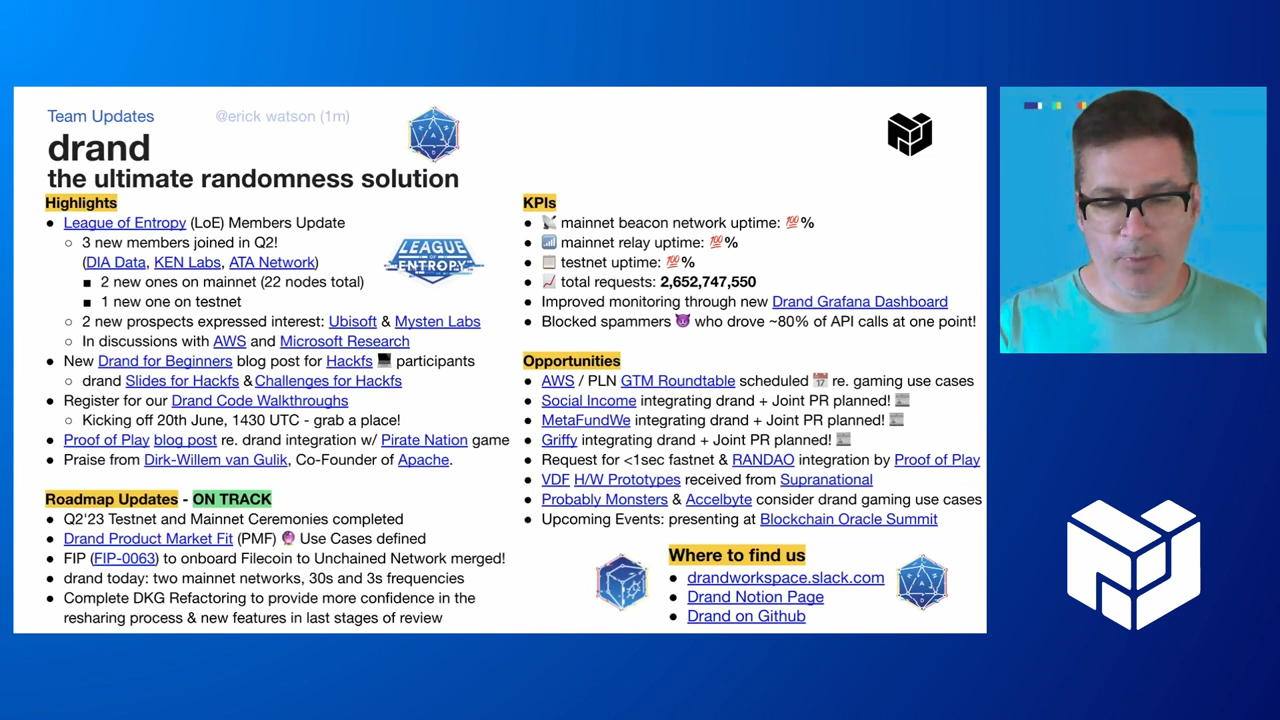 Team Updates
@erick watson (1m)
drand
the ultimate randomness solution
Highlights
● League of Entropy (LoE) Members Update
○ 3 new members joined in Q2!
(DIA Data, KEN Labs, ATA Network)
■ 2 new ones on mainnet (22 nodes total)
■ 1 new one on testnet
○ 2 new prospects expressed interest: Ubisoft & Mysten Labs
○ In discussions with AWS and Microsoft Research
● New Drand for Beginners blog post for Hackfs 💻 participants
○ drand Slides for Hackfs & Challenges for Hackfs
● Register for our Drand Code Walkthroughs
○ Kicking off 20th June, 1430 UTC - grab a place!
● Proof of Play blog post re. drand integration w/ Pirate Nation game
● Praise from Dirk-Willem van Gulik, Co-Founder of Apache.
LEAGUE
OF
ENTROPY
Roadmap Updates - ON TRACK
● Q2'23 Testnet and Mainnet Ceremonies completed
● Drand Product Market Fit (PMF) 🔮 Use Cases defined
● FIP (FIP-0063) to onboard Filecoin to Unchained Network merged!
● drand today: two mainnet networks, 30s and 3s frequencies
● Complete DKG Refactoring to provide more confidence in the
resharing process & new features in last stages of review
KPIs
● 📡 mainnet beacon network uptime: 💯%
● 📶 mainnet relay uptime: 💯%
● 📋 testnet uptime: 💯%
● 📈 total requests: 2,652,747,550
● Improved monitoring through new Drand Grafana Dashboard
● Blocked spammers 😈 who drove ~80% of API calls at one point!
Opportunities
● AWS / PLN GTM Roundtable scheduled 📅 re. gaming use cases
● Social Income integrating drand + Joint PR planned! 📰
● MetaFundWe integrating drand + Joint PR planned! 📰
● Griffy integrating drand + Joint PR planned! 📰
● Request for <1sec fastnet & RANDAO integration by Proof of Play
● VDF H/W Prototypes received from Supranational
● Probably Monsters & Accelbyte consider drand gaming use cases
● Upcoming Events: presenting at Blockchain Oracle Summit
Where to find us
● drandworkspace.slack.com
● Drand Notion Page
● Drand on Github